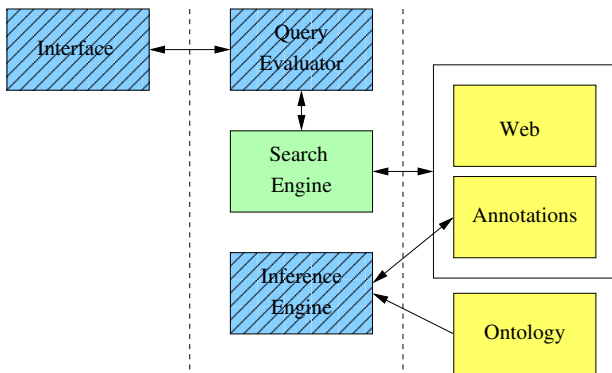 Interface
Query
Evaluator
Search
Engine
Web
Annotations
Inference
Engine
Ontology